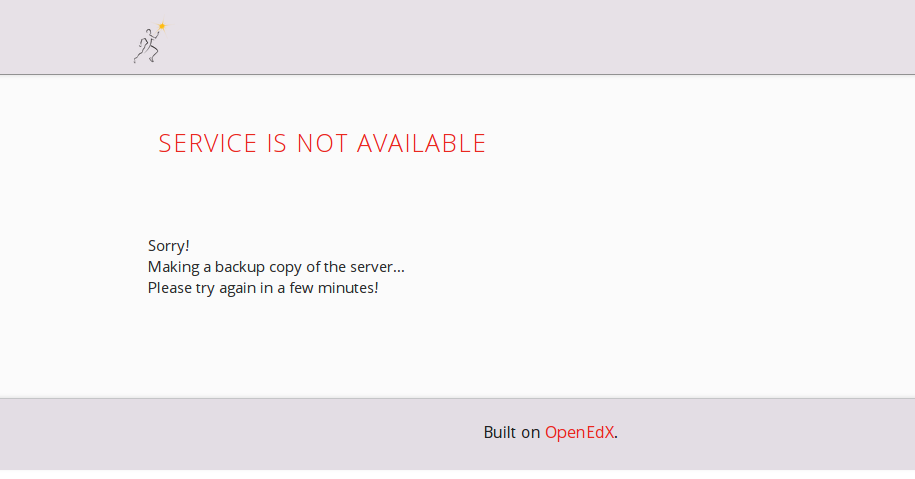 SERVICE IS NOT AVAILABLE
Sorry!
Making a backup copy of the server...
Please try again in a few minutes!
Built on OpenEdX.